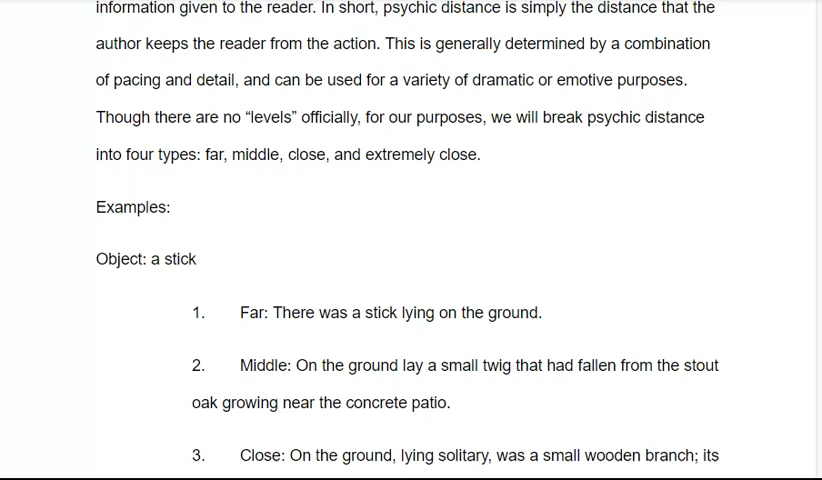 information given to the reader. In short, psychic distance is simply the distance that the
author keeps the reader from the action. This is generally determined by a combination
of pacing and detail, and can be used for a variety of dramatic or emotive purposes.
Though there are no “levels” officially, for our purposes, we will break psychic distance
into four types: far, middle, close, and extremely close.
Examples:
Object: a stick
1. Far: There was a stick lying on the ground.
2. Middle: On the ground lay a small twig that had fallen from the stout
oak growing near the concrete patio.
3. Close: On the ground, lying solitary, was a small wooden branch; its